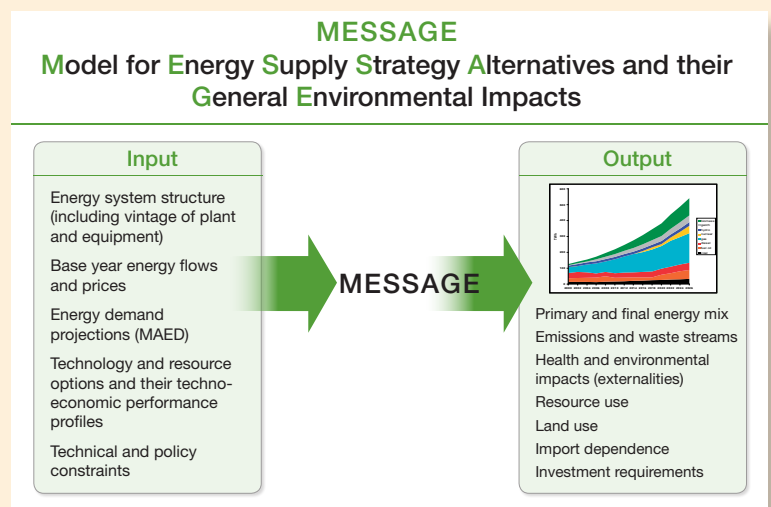 MESSAGE
Model for Energy Supply Strategy Alternatives and their
General Environmental Impacts
Input
Energy system structure
(including vintage of plant
and equipment)
Base year energy flows
and prices
Energy demand
projections (MAED)
Technology and resource
options and their techno-
economic performance
profiles
Technical and policy
constraints
MESSAGE
Output
Primary and final energy mix
Emissions and waste streams
Health and environmental
impacts (externalities)
Resource use
Land use
Import dependence
Investment requirements